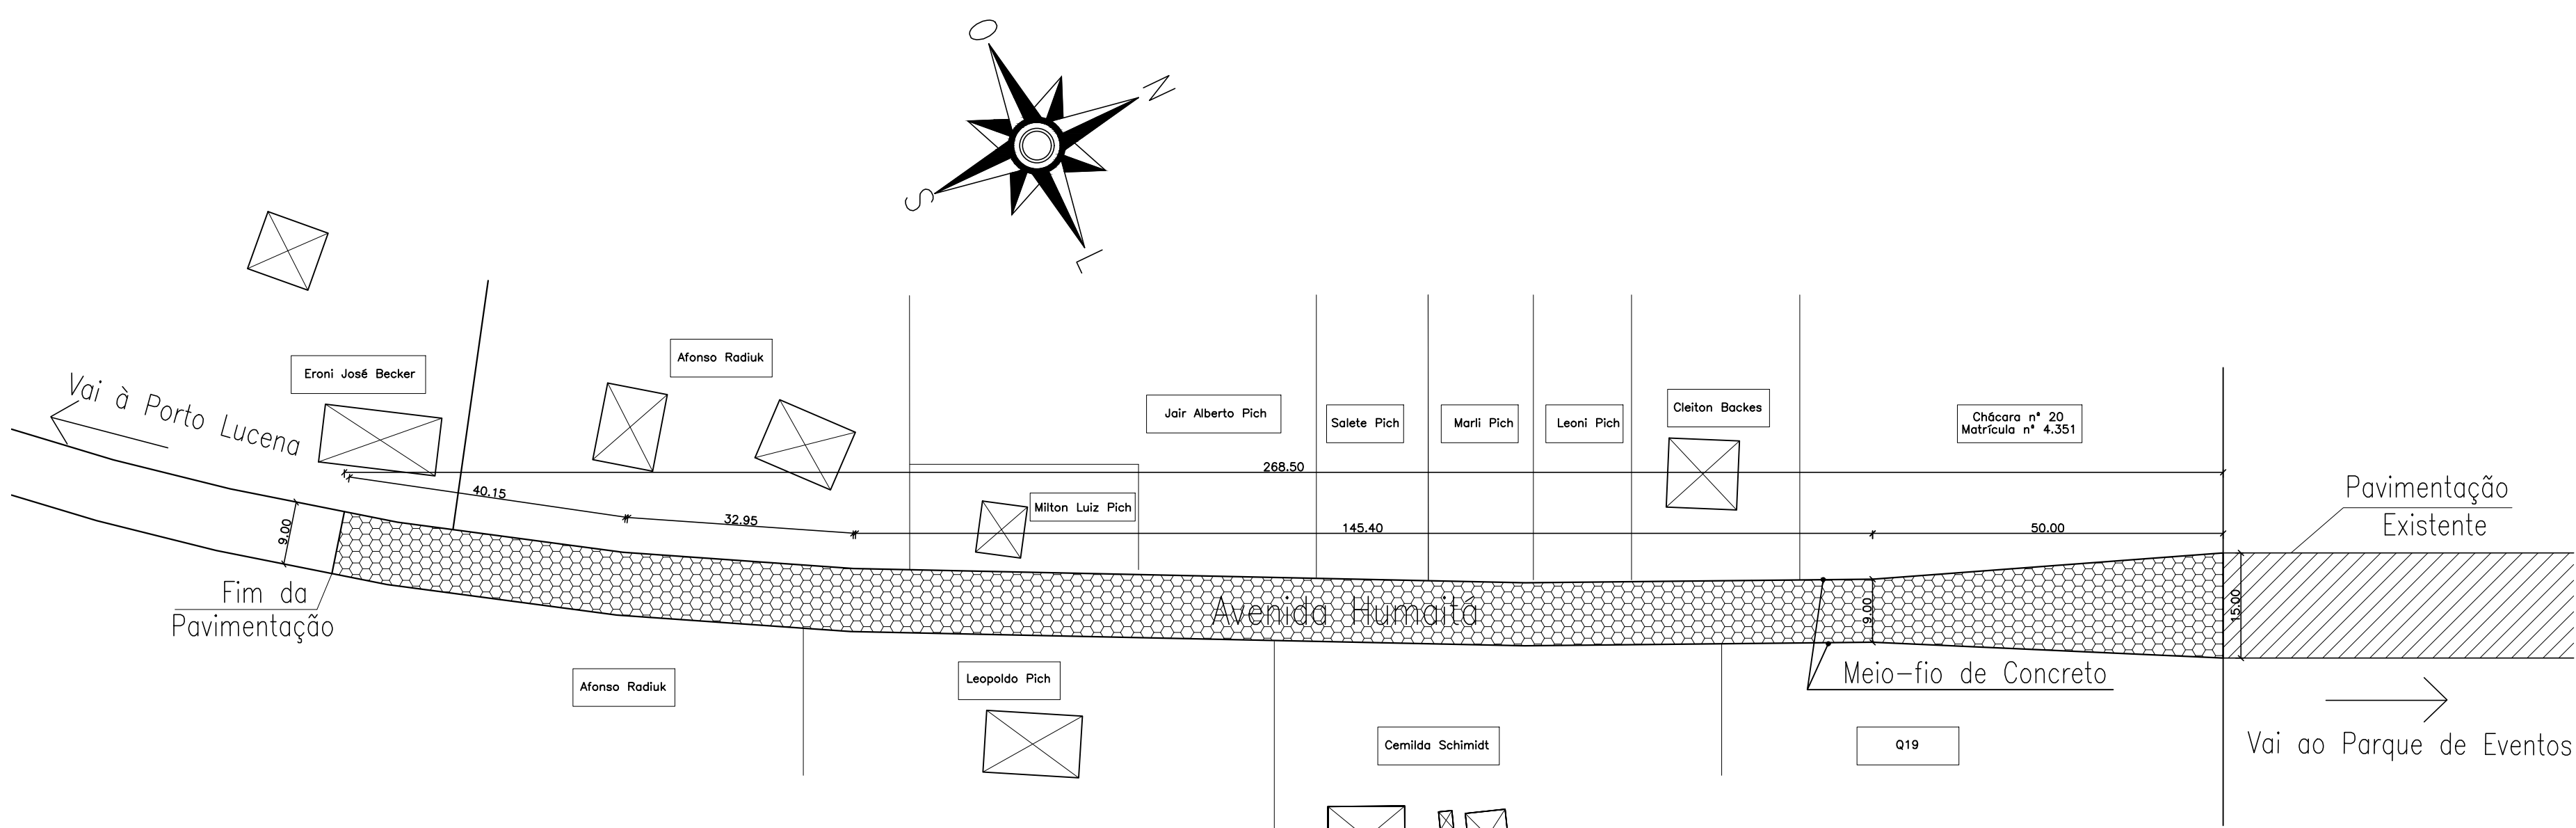 O
N
S
L
Afonso Radiuk
Eroni José Becker
Vai à Porto Lucena
Jair Alberto Pich
Salete Pich
Marli Pich
Leoni Pich
Cleiton Backes
Chácara n° 20
Matrícula n° 4.351
268.50
40.15
32.95
145.40
50.00
Milton Luiz Pich
Pavimentação
Existente
9.00
Fim da
Pavimentação
Avenida Humaitá
9.00
15.00
Meio-fio de Concreto
Afonso Radiuk
Leopoldo Pich
Cemilda Schimidt
Q19
Vai ao Parque de Eventos